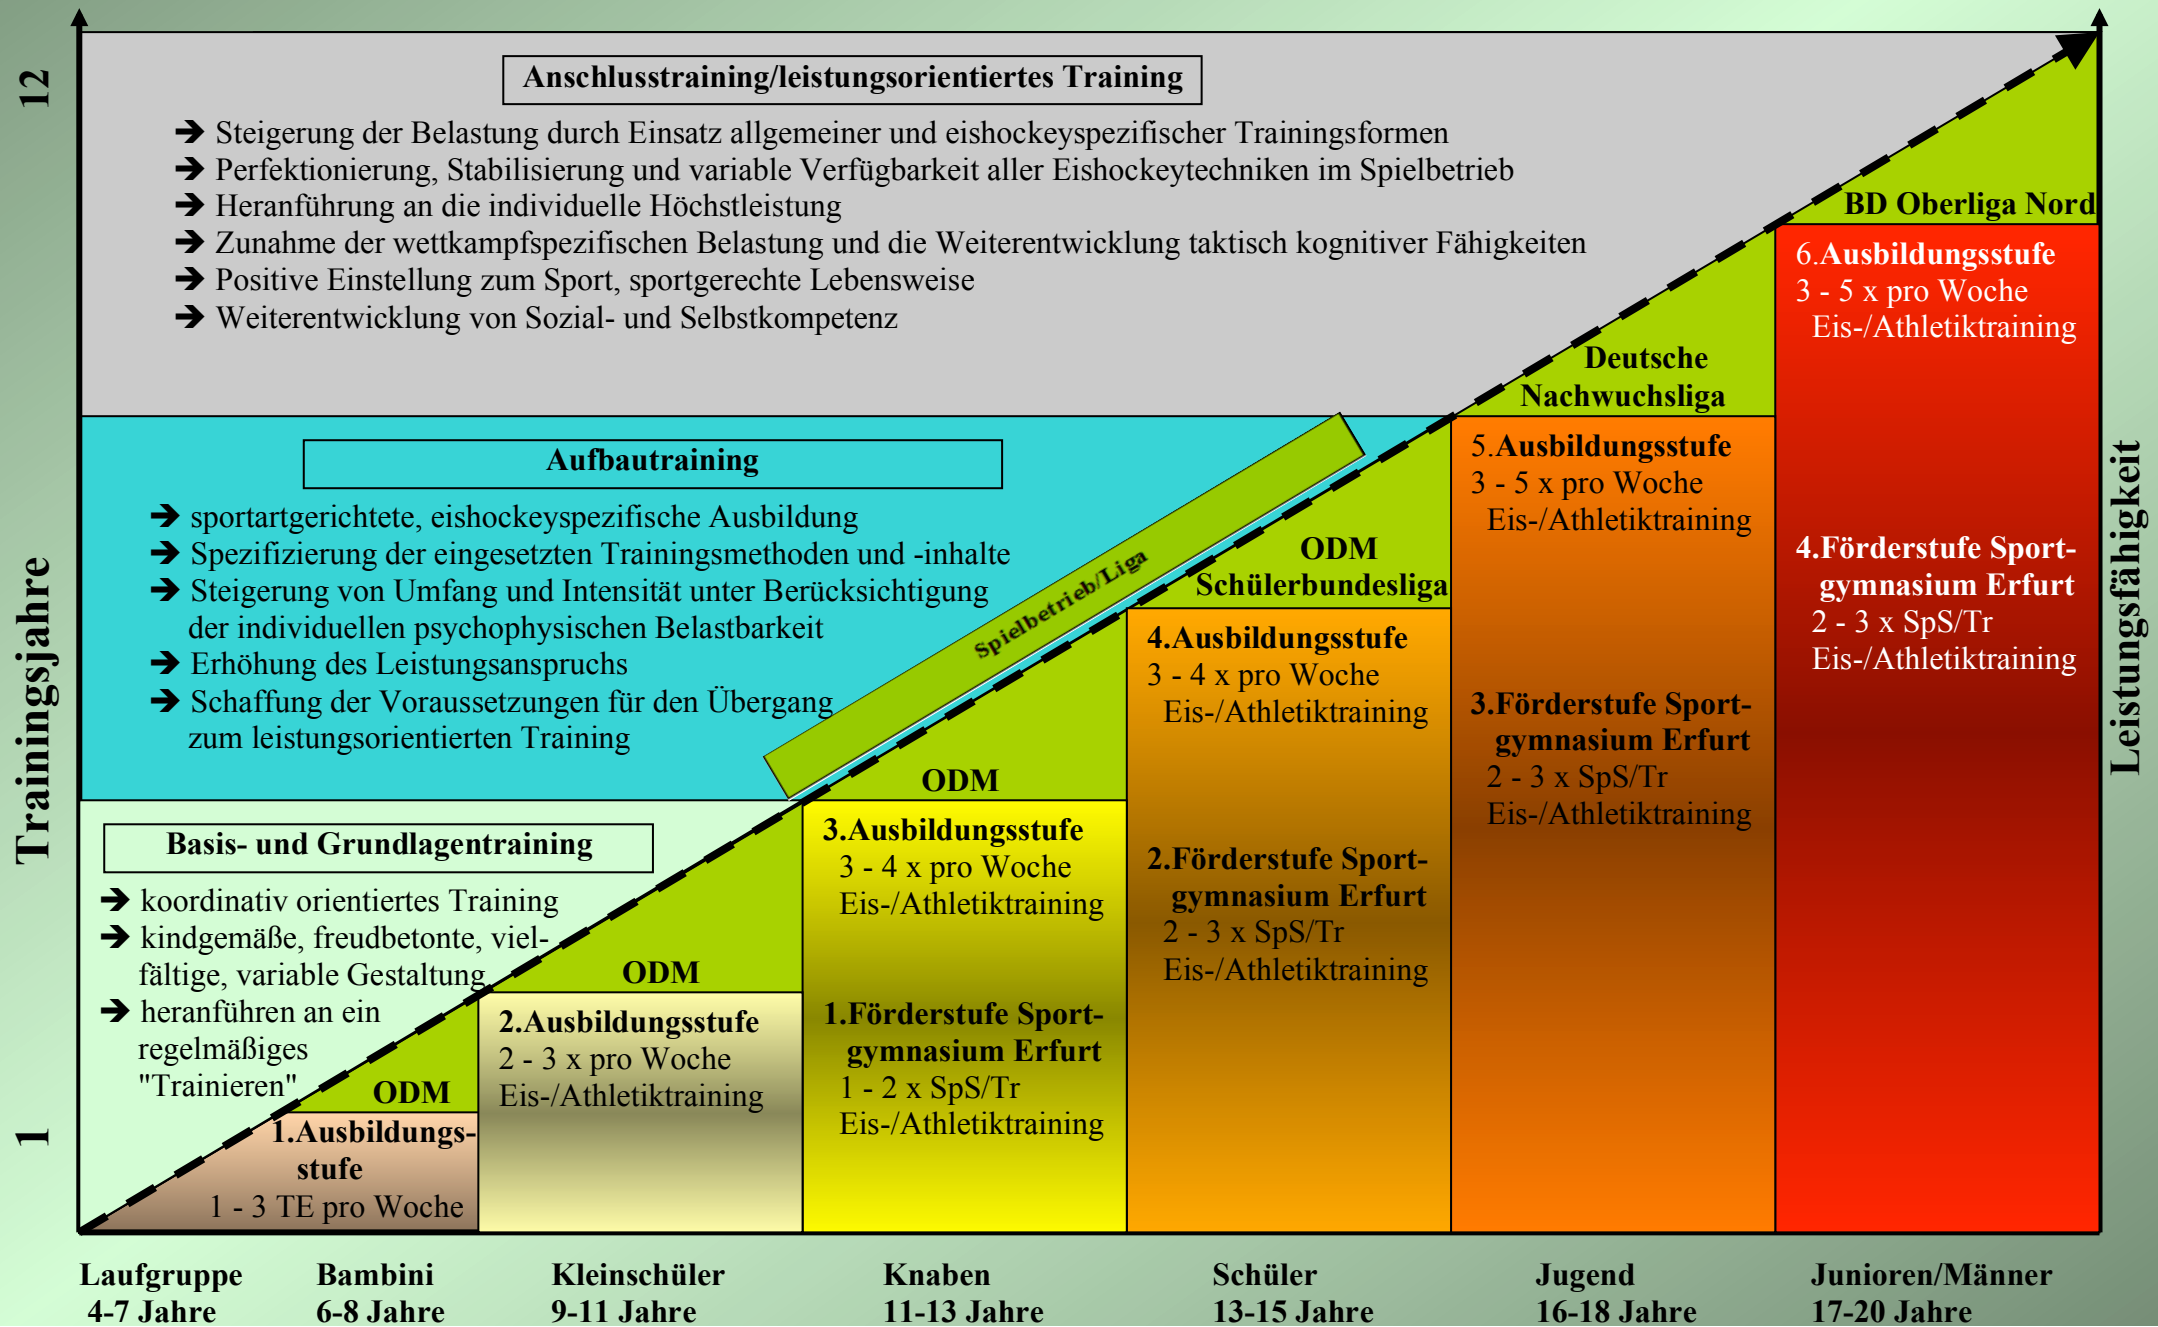 12
Trainingsjahre
1
Anschlusstraining/leistungsorientiertes Training
➔ Steigerung der Belastung durch Einsatz allgemeiner und eishockeyspezifischer Trainingsformen
➔ Perfektionierung, Stabilisierung und variable Verfügbarkeit aller Eishockeytechniken im Spielbetrieb
➔ Heranführung an die individuelle Höchstleistung
➔ Zunahme der wettkampfspezifischen Belastung und die Weiterentwicklung taktisch kognitiver Fähigkeiten
➔ Positive Einstellung zum Sport, sportgerechte Lebensweise
➔ Weiterentwicklung von Sozial- und Selbstkompetenz
Aufbautraining
➔ sportartgerichtete, eishockeyspezifische Ausbildung
➔ Spezifizierung der eingesetzten Trainingsmethoden und -inhalte
➔ Steigerung von Umfang und Intensität unter Berücksichtigung
der individuellen psychophysischen Belastbarkeit
➔ Erhöhung des Leistungsanspruchs
➔ Schaffung der Voraussetzungen für den Übergang
zum leistungsorientierten Training
Spielbetrieb/Liga
Basis- und Grundlagentraining
➔ koordinativ orientiertes Training
➔ kindgemäße, freudbetonte, viel-
fältige, variable Gestaltung
➔ heranführen an ein
regelmäßiges
"Trainieren"
ODM
1.Ausbildungs-
stufe
1 - 3 TE pro Woche
ODM
2.Ausbildungsstufe
2 - 3 x pro Woche
Eis-/Athletiktraining
ODM
3.Ausbildungsstufe
3 - 4 x pro Woche
Eis-/Athletiktraining
1.Förderstufe Sport-
gymnasium Erfurt
1 - 2 x SpS/Tr
Eis-/Athletiktraining
ODM
Schülerbundesliga
4.Ausbildungsstufe
3 - 4 x pro Woche
Eis-/Athletiktraining
2.Förderstufe Sport-
gymnasium Erfurt
2 - 3 x SpS/Tr
Eis-/Athletiktraining
Deutsche
Nachwuchsliga
5.Ausbildungsstufe
3 - 5 x pro Woche
Eis-/Athletiktraining
3.Förderstufe Sport-
gymnasium Erfurt
2 - 3 x SpS/Tr
Eis-/Athletiktraining
BD Oberliga Nord
6.Ausbildungsstufe
3 - 5 x pro Woche
Eis-/Athletiktraining
4.Förderstufe Sport-
gymnasium Erfurt
2 - 3 x SpS/Tr
Eis-/Athletiktraining
Leistungsfähigkeit
Laufgruppe
4-7 Jahre
Bambini
6-8 Jahre
Kleinschüler
9-11 Jahre
Knaben
11-13 Jahre
Schüler
13-15 Jahre
Jugend
16-18 Jahre
Junioren/Männer
17-20 Jahre